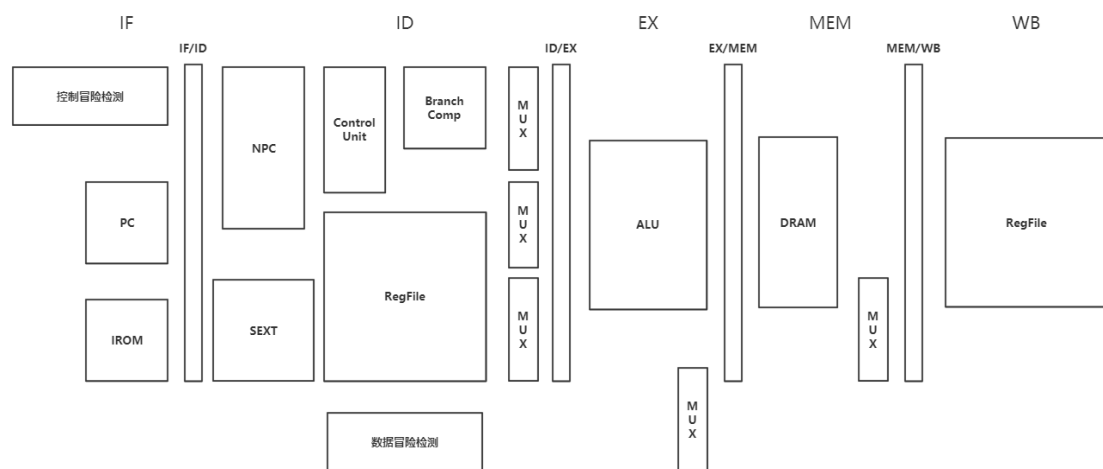 IF
ID
EX
MEM
WB
IF/ID
ID/EX
EX/MEM
MEM/WB
控制冒险检测
PC
IROM
NPC
SEXT
Control
Unit
Branch
Comp
RegFile
数据冒险检测
M
U
X
M
U
X
M
U
X
ALU
M
U
X
DRAM
M
U
X
RegFile